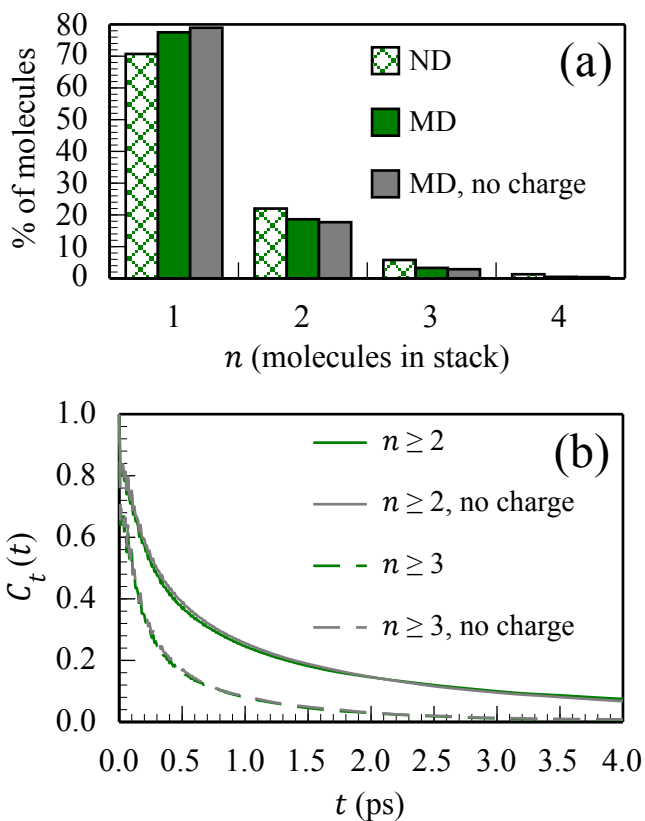 80
70
60
50
40
30
20
10
0
% of molecules
(a)
ND
MD
MD, no charge
1 2 3 4
n (molecules in stack)
1.0
0.8
0.6
0.4
0.2
0.0
C_t(t)
(b)
n ≥ 2
n ≥ 2, no charge
n ≥ 3
n ≥ 3, no charge
0.0 0.5 1.0 1.5 2.0 2.5 3.0 3.5 4.0
t (ps)